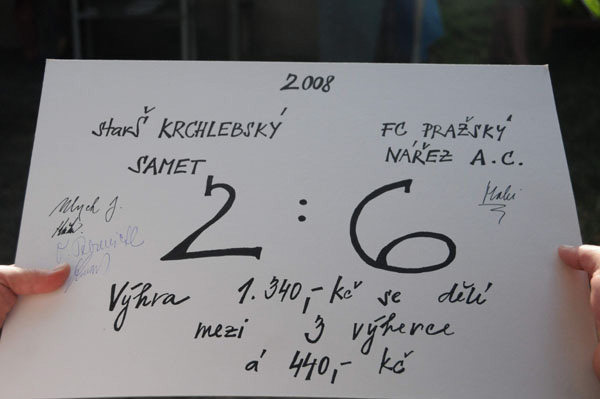 2008
starŠ KRCHLEBSKÝ
SAMET
FC PRAŽSKÝ
NÁŘEZ A.C.
2 : 6
Výhra 1.340,- kč se dělí
mezi 3 výherce
á 440,- kč